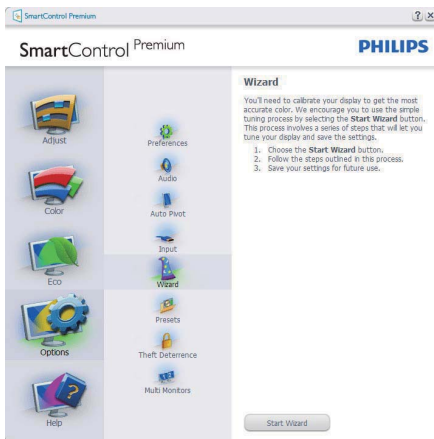 SmartControl Premium
SmartControl Premium
PHILIPS
Adjust
Color
Eco
Options
Help
Preferences
Audio
Auto Pivot
Input
Wizard
Presets
Theft Deterrence
Multi Monitors
Wizard
You'll need to calibrate your display to get the most
accurate color. We encourage you to use the simple
tuning process by selecting the Start Wizard button.
This process involves a series of steps that will let you
tune your display and save the settings.
1. Choose the Start Wizard button.
2. Follow the steps outlined in this process.
3. Save your settings for future use.
Start Wizard